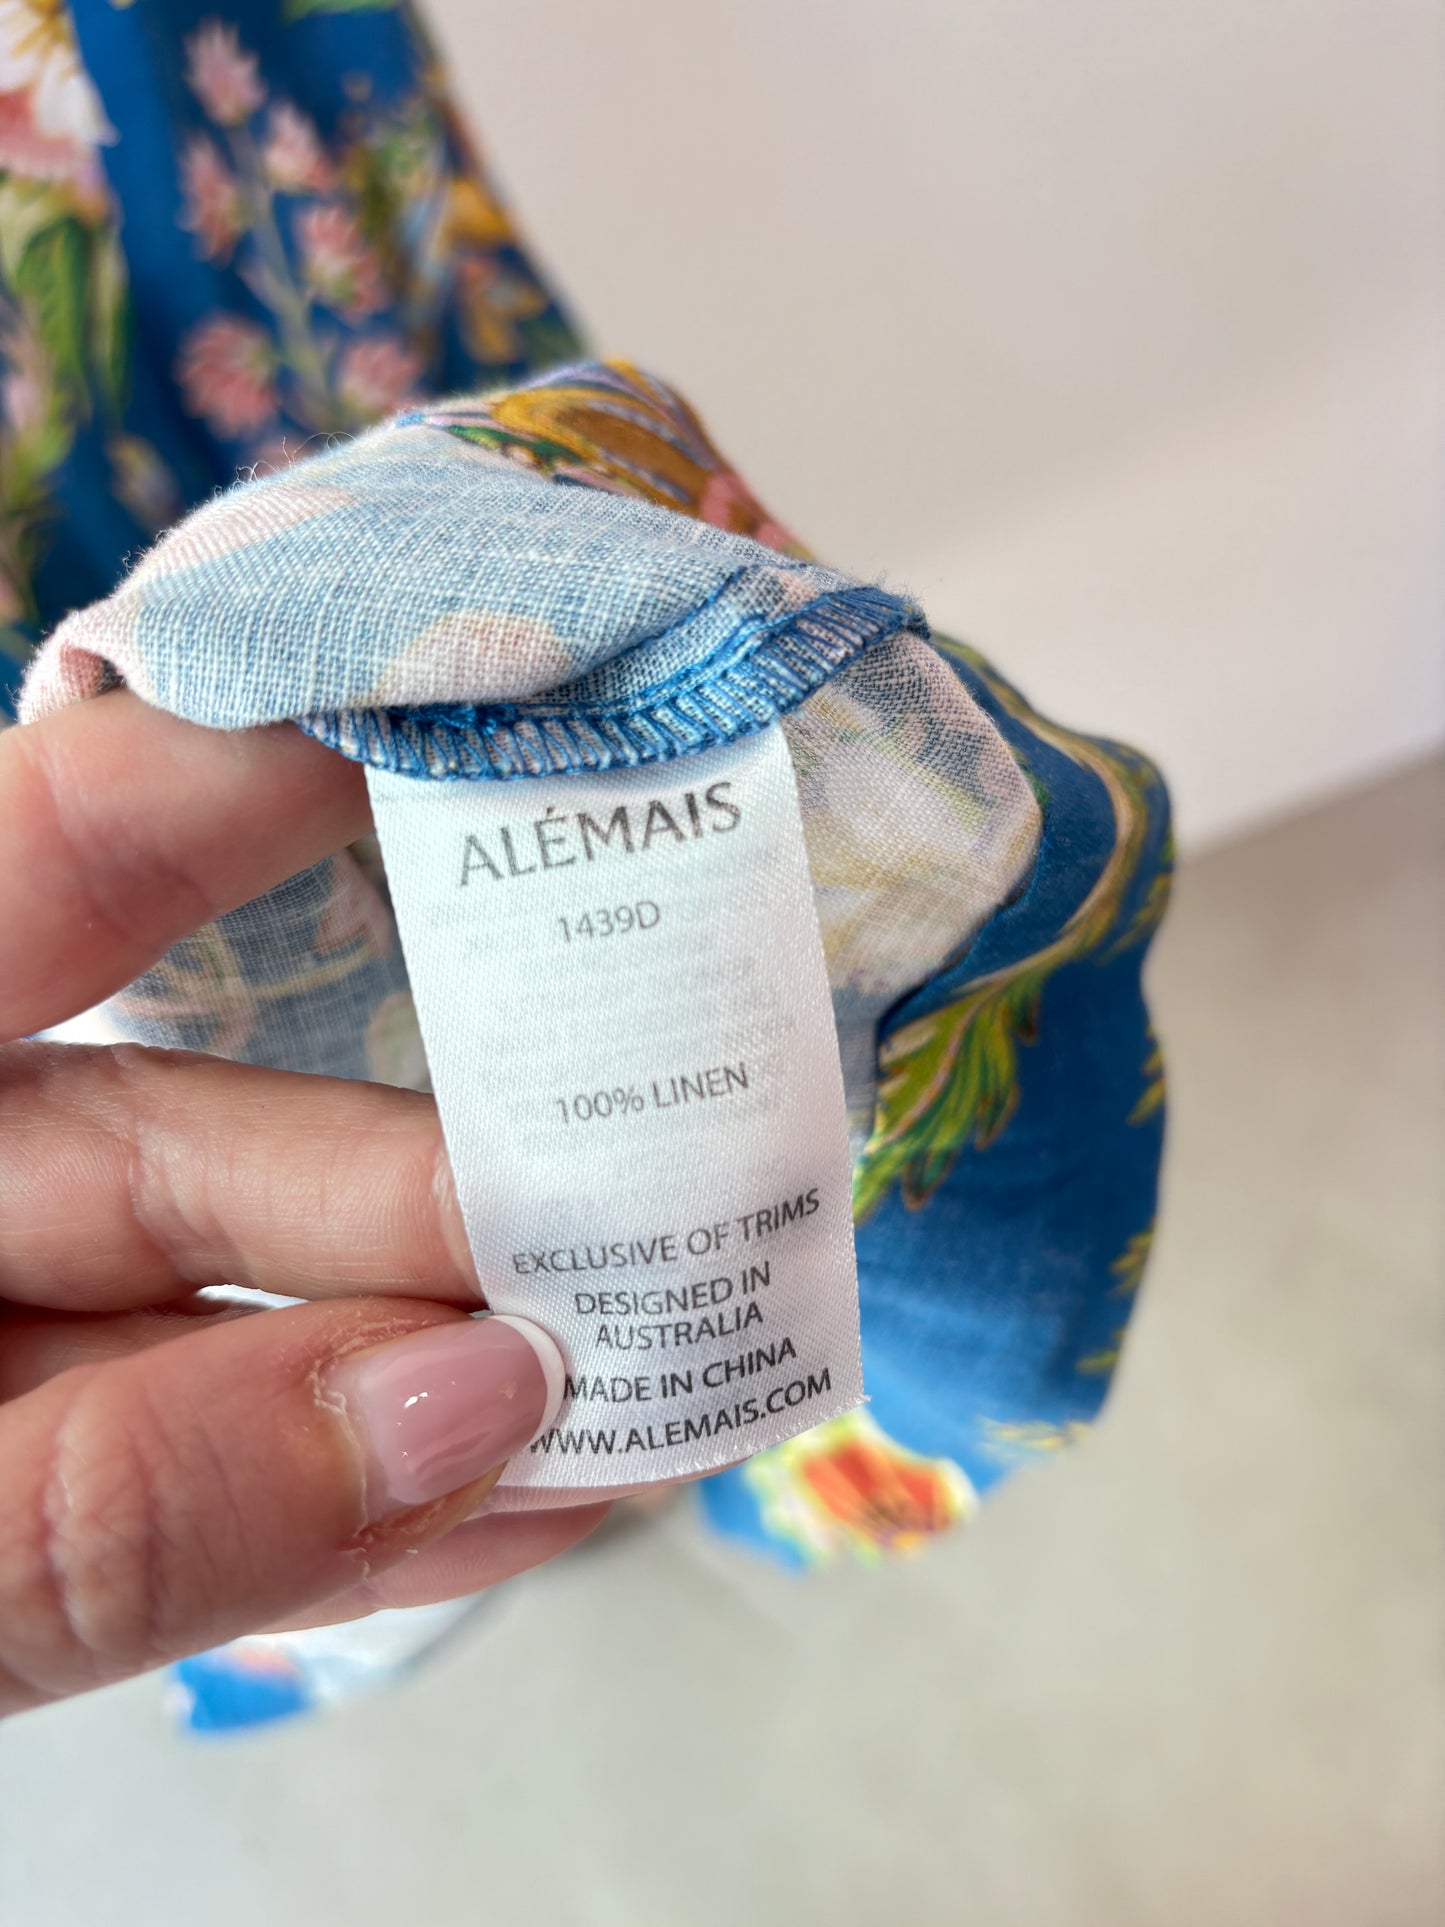 ALÉMAIS
1439D
100% LINEN
EXCLUSIVE OF TRIMS
DESIGNED IN
AUSTRALIA
MADE IN CHINA
WWW.ALEMAIS.COM